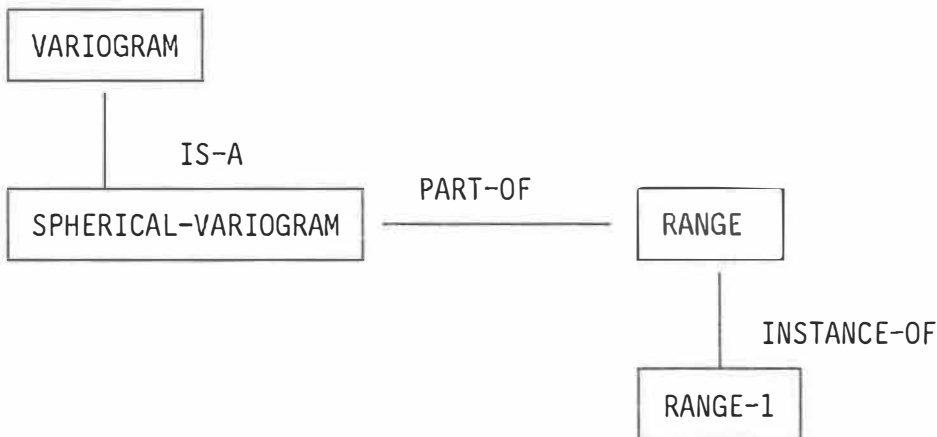 VARIOGRAM
IS-A
SPHERICAL-VARIOGRAM
PART-OF
RANGE
INSTANCE-OF
RANGE-1